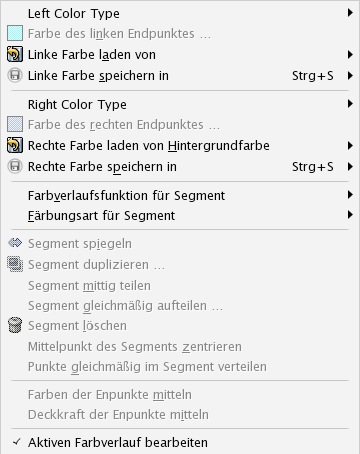 Left Color Type
Farbe des linken Endpunktes ...
Linke Farbe laden von
Linke Farbe speichern in Strg+S
Right Color Type
Farbe des rechten Endpunktes ...
Rechte Farbe laden von Hintergrundfarbe
Rechte Farbe speichern in Strg+S
Farbverlaufsfunktion für Segment
Färbungsart für Segment
Segment spiegeln
Segment duplizieren ...
Segment mittig teilen
Segment gleichmäßig aufteilen ...
Segment löschen
Mittelpunkt des Segments zentrieren
Punkte gleichmäßig im Segment verteilen
Farben der Enpunkte mitteln
Deckkraft der Enpunkte mitteln
✓ Aktiven Farbverlauf bearbeiten